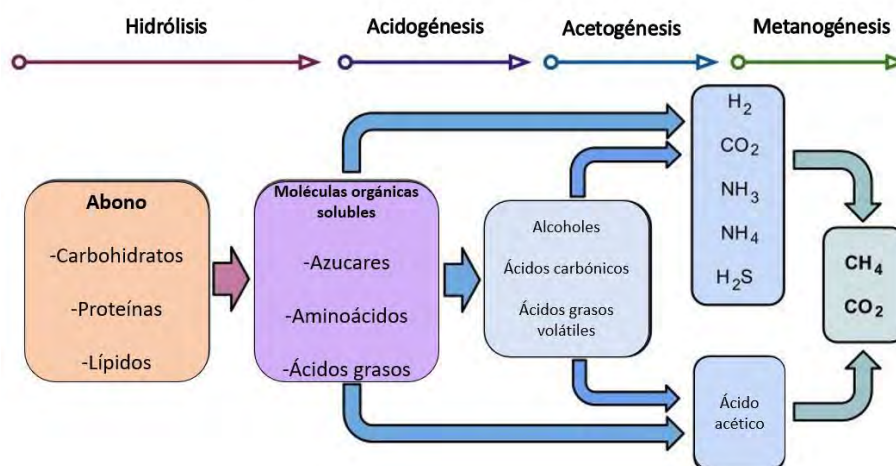 Hidrólisis
Acidogénesis
Acetogénesis
Metanogénesis
Abono
-Carbohidratos
-Proteínas
-Lípidos
Moléculas orgánicas
solubles
-Azucares
-Aminoácidos
-Ácidos grasos
Alcoholes
Ácidos carbónicos
Ácidos grasos
volátiles
H₂
CO₂
NH₃
NH₄
H₂S
Ácido
acético
CH₄
CO₂